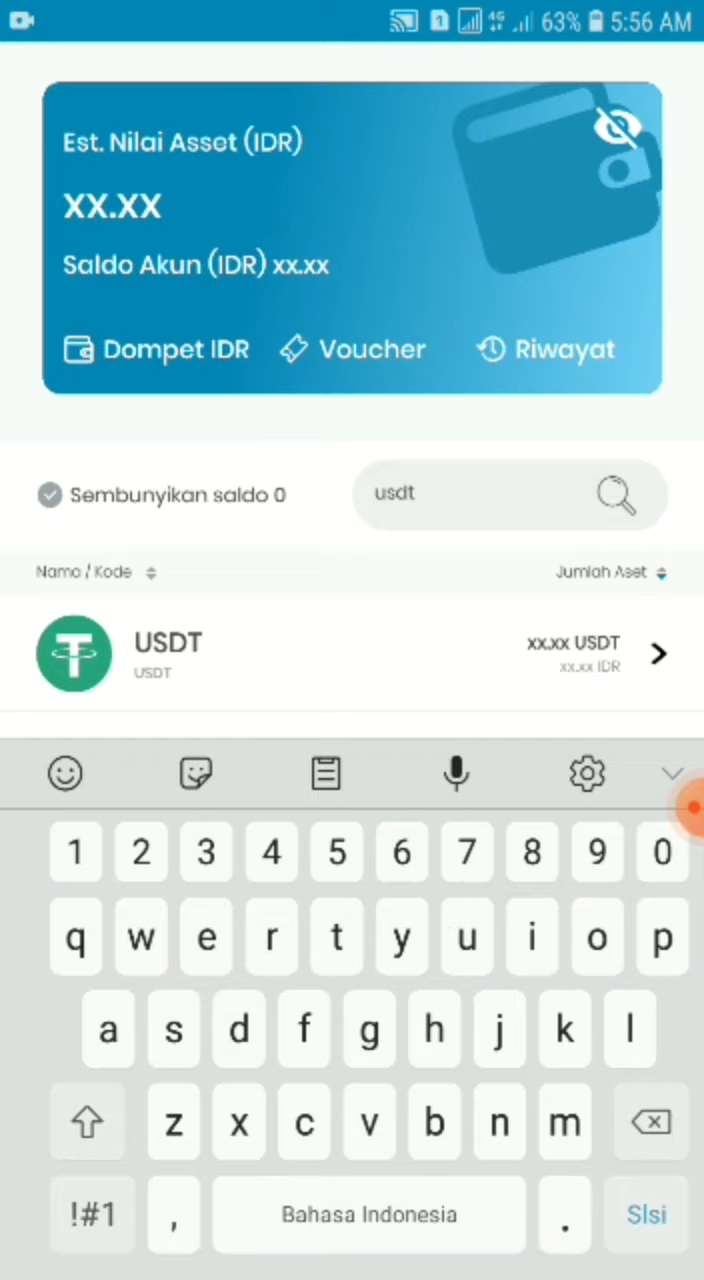 4G 63% 5:56 AM
Est. Nilai Asset (IDR)
XX.XX
Saldo Akun (IDR) xx.xx
Dompet IDR Voucher Riwayat
Sembunyikan saldo 0 usdt
Nama / Kode Jumlah Aset
USDT xx.xx USDT
USDT xx.xx IDR
1 2 3 4 5 6 7 8 9 0
q w e r t y u i o p
a s d f g h j k l
z x c v b n m
!#1 , Bahasa Indonesia . Slsi